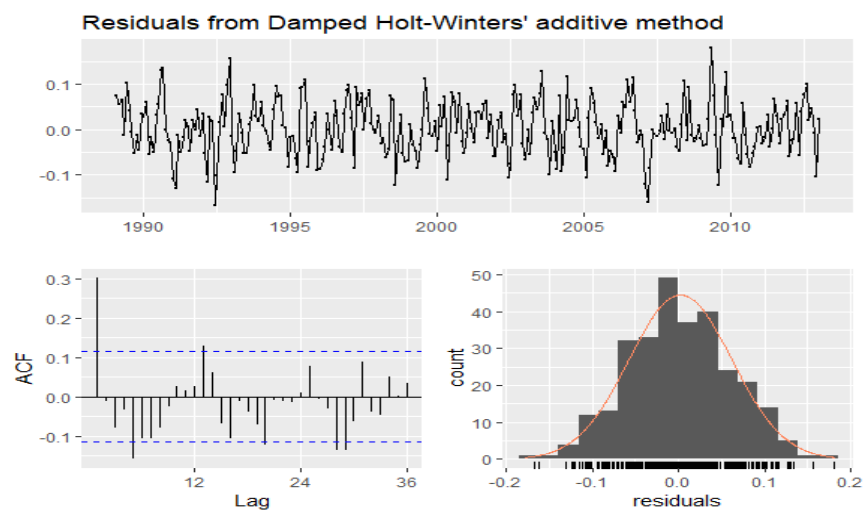 Residuals from Damped Holt-Winters' additive method
0.1
0.0
-0.1
1990 1995 2000 2005 2010
0.3
0.2
0.1
0.0
-0.1
ACF
12 24 36
Lag
50
40
30
20
10
0
count
-0.2 -0.1 0.0 0.1 0.2
residuals